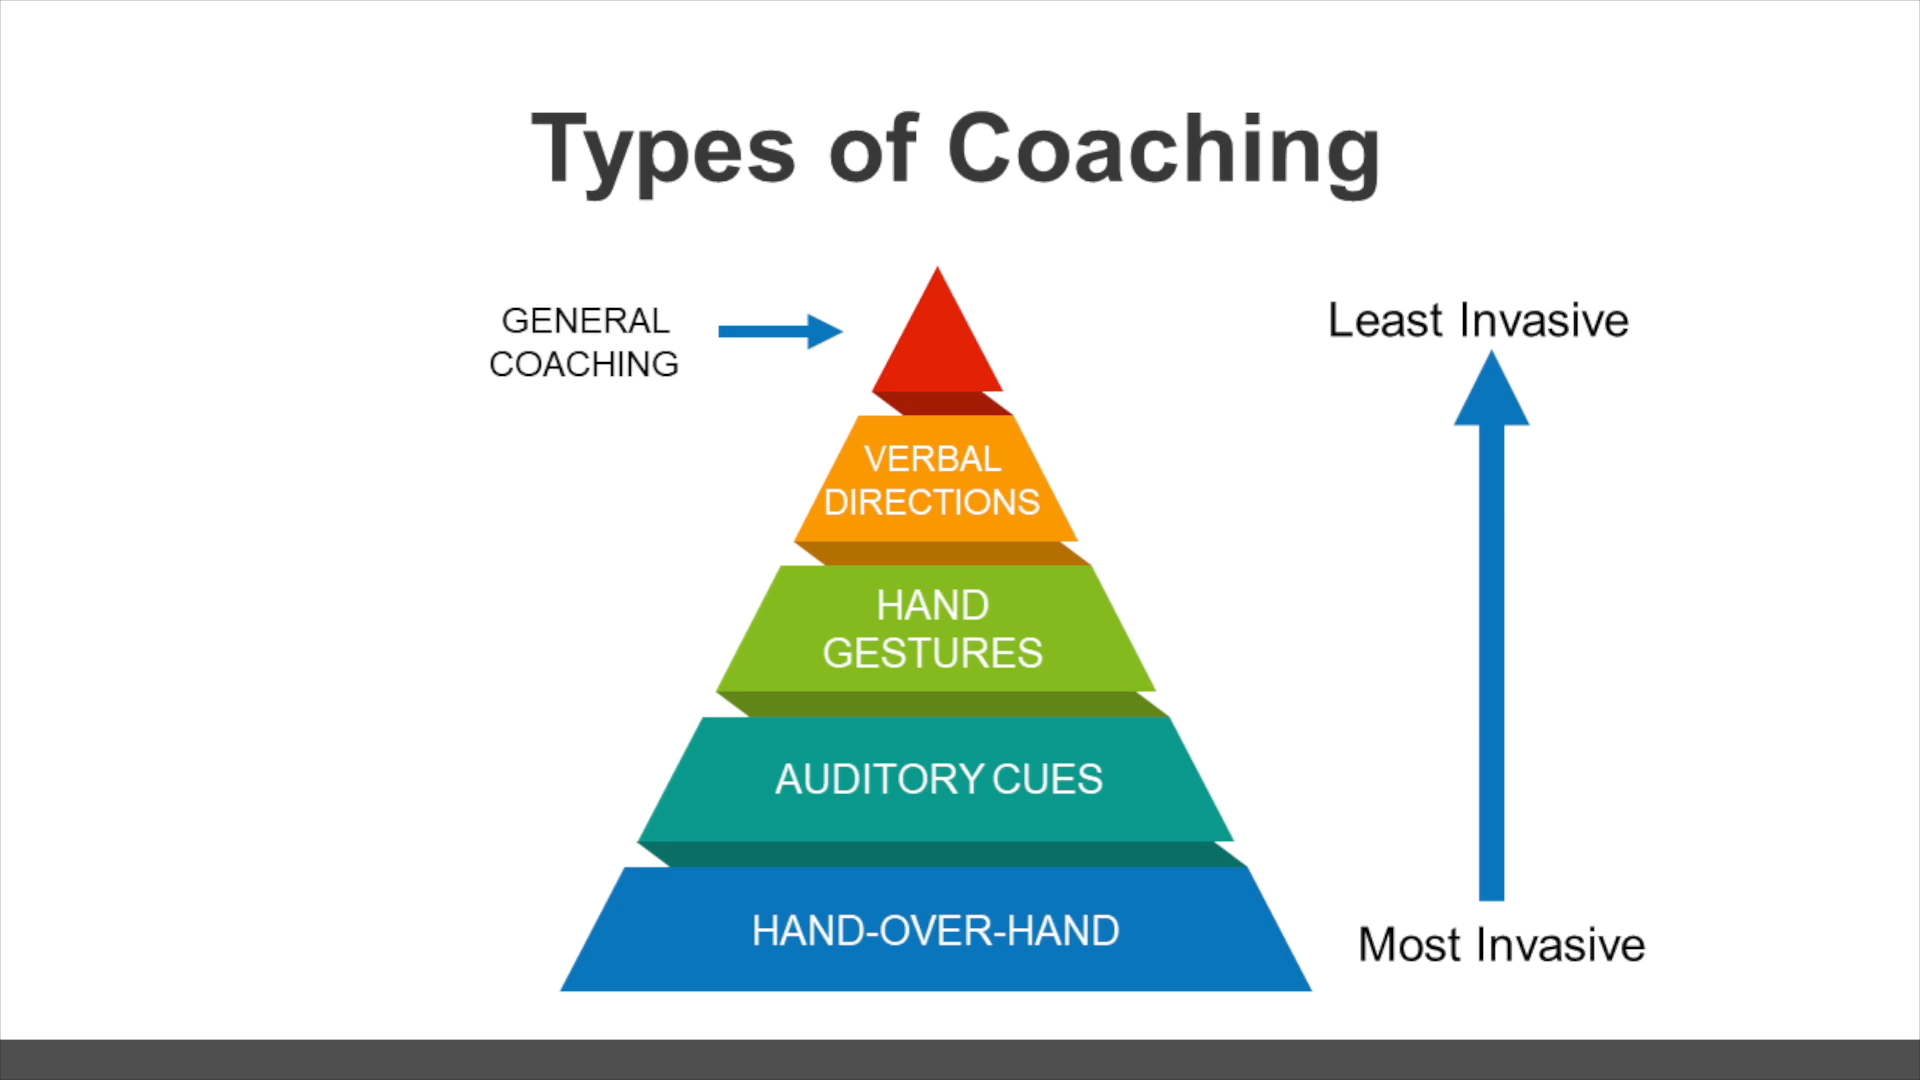 Types of Coaching
GENERAL
COACHING
Least Invasive
VERBAL
DIRECTIONS
HAND
GESTURES
AUDITORY CUES
HAND-OVER-HAND
Most Invasive